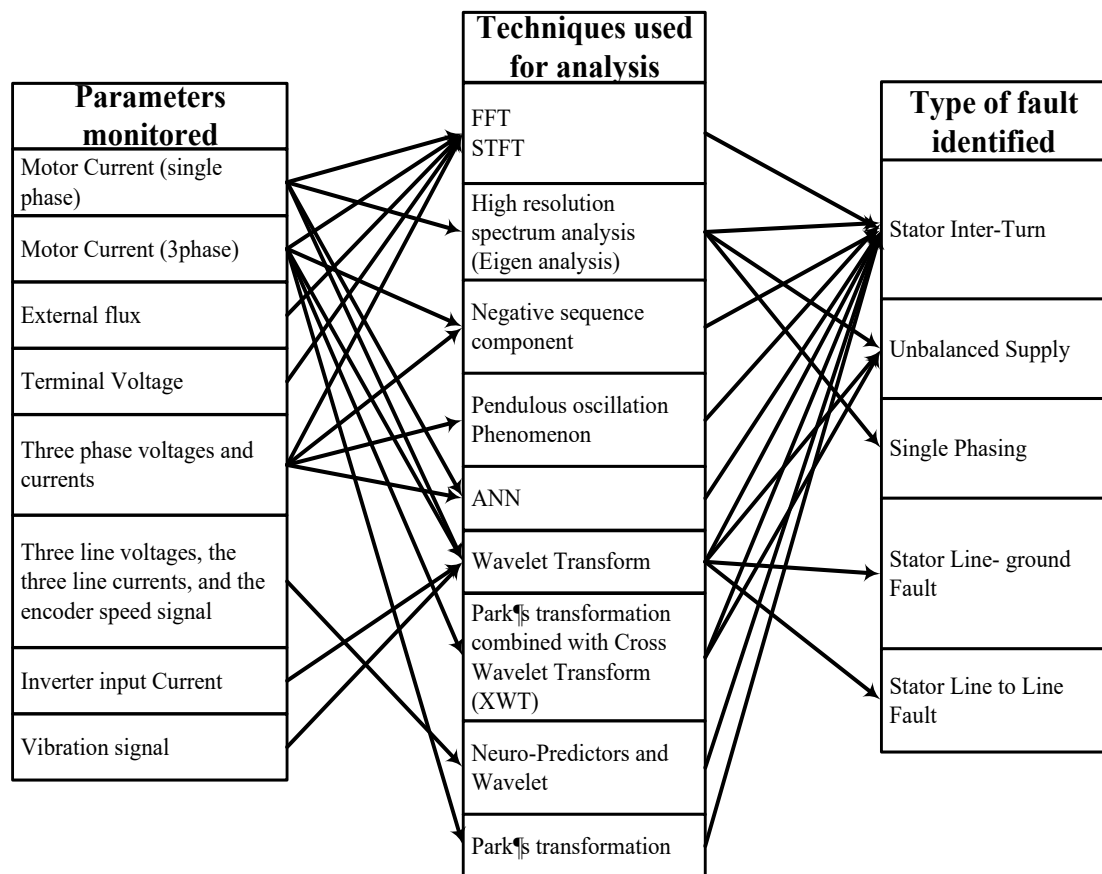 Parameters
monitored
Motor Current (single
phase)
Motor Current (3phase)
External flux
Terminal Voltage
Three phase voltages and
currents
Three line voltages, the
three line currents, and the
encoder speed signal
Inverter input Current
Vibration signal
Techniques used
for analysis
FFT
STFT
High resolution
spectrum analysis
(Eigen analysis)
Negative sequence
component
Pendulous oscillation
Phenomenon
ANN
Wavelet Transform
Park¶s transformation
combined with Cross
Wavelet Transform
(XWT)
Neuro-Predictors and
Wavelet
Park¶s transformation
Type of fault
identified
Stator Inter-Turn
Unbalanced Supply
Single Phasing
Stator Line- ground
Fault
Stator Line to Line
Fault